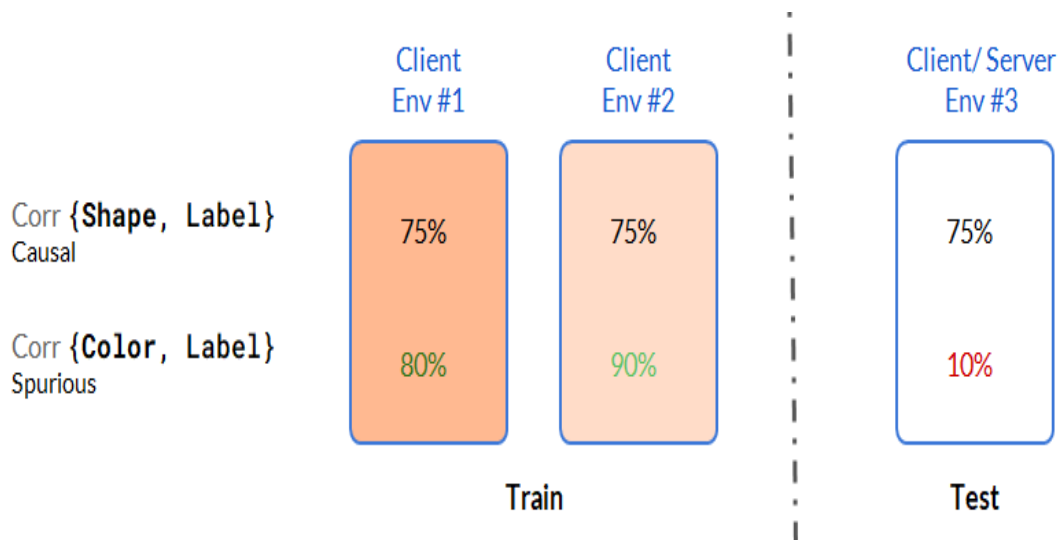 Client
Env #1
Client
Env #2
Client/ Server
Env #3
Corr {Shape, Label}
Causal
75%
75%
75%
Corr {Color, Label}
Spurious
80%
90%
10%
Train
Test